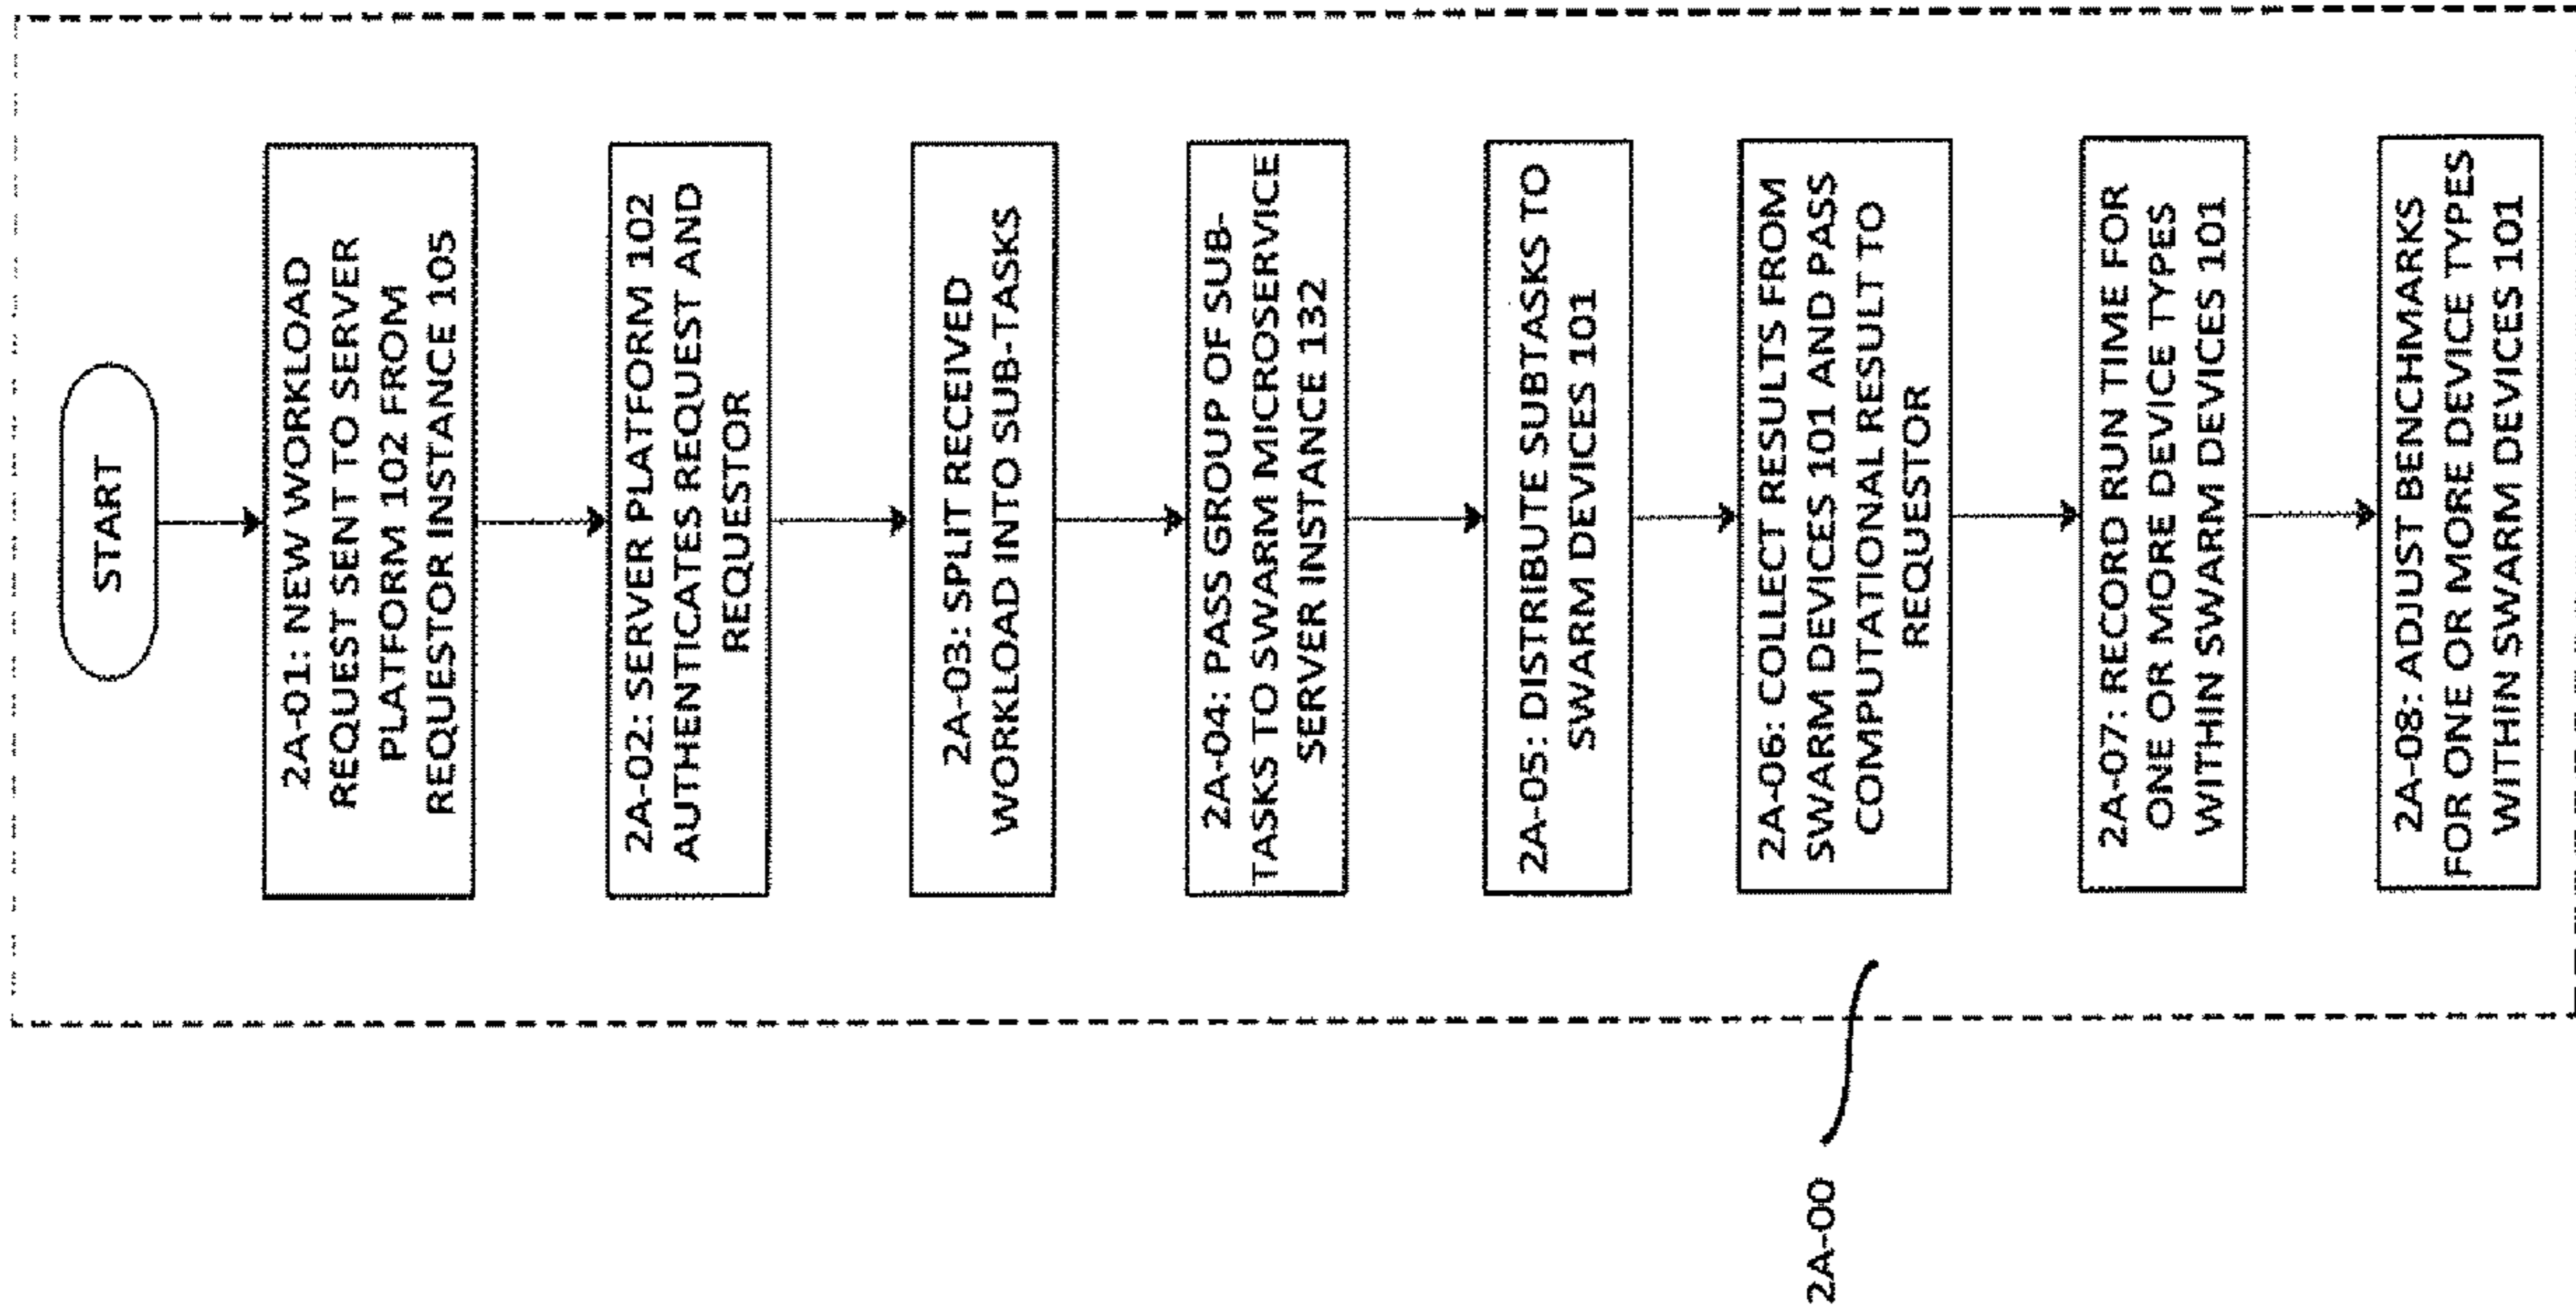 START
2A-01: NEW WORKLOAD
REQUEST SENT TO SERVER
PLATFORM 102 FROM
REQUESTOR INSTANCE 105
2A-02: SERVER PLATFORM 102
AUTHENTICATES REQUEST AND
REQUESTOR
2A-03: SPLIT RECEIVED
WORKLOAD INTO SUB-TASKS
2A-04: PASS GROUP OF SUB-
TASKS TO SWARM MICROSERVICE
SERVER INSTANCE 132
2A-05: DISTRIBUTE SUBTASKS TO
SWARM DEVICES 101
2A-06: COLLECT RESULTS FROM
SWARM DEVICES 101 AND PASS
COMPUTATIONAL RESULT TO
REQUESTOR
2A-07: RECORD RUN TIME FOR
ONE OR MORE DEVICE TYPES
WITHIN SWARM DEVICES 101
2A-08: ADJUST BENCHMARKS
FOR ONE OR MORE DEVICE TYPES
WITHIN SWARM DEVICES 101
2A-00